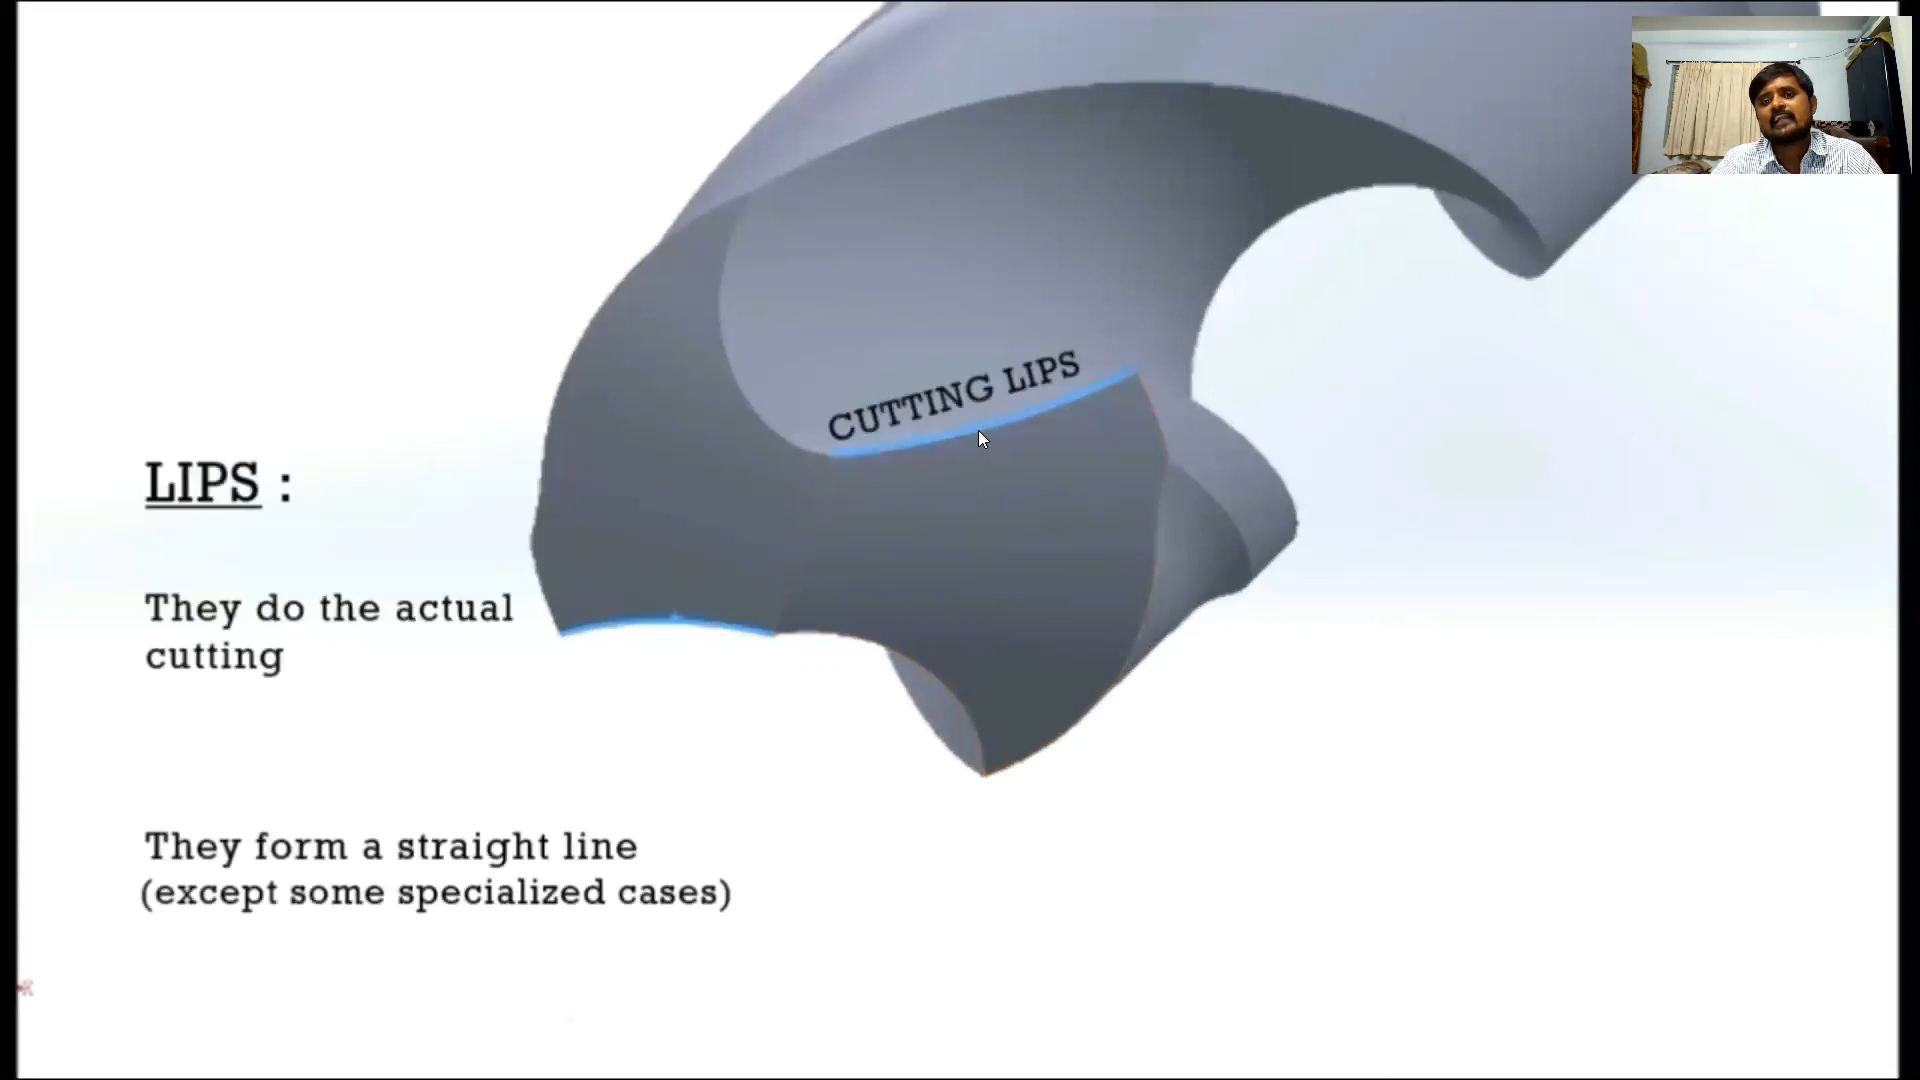 CUTTING LIPS
LIPS :
They do the actual
cutting
They form a straight line
(except some specialized cases)